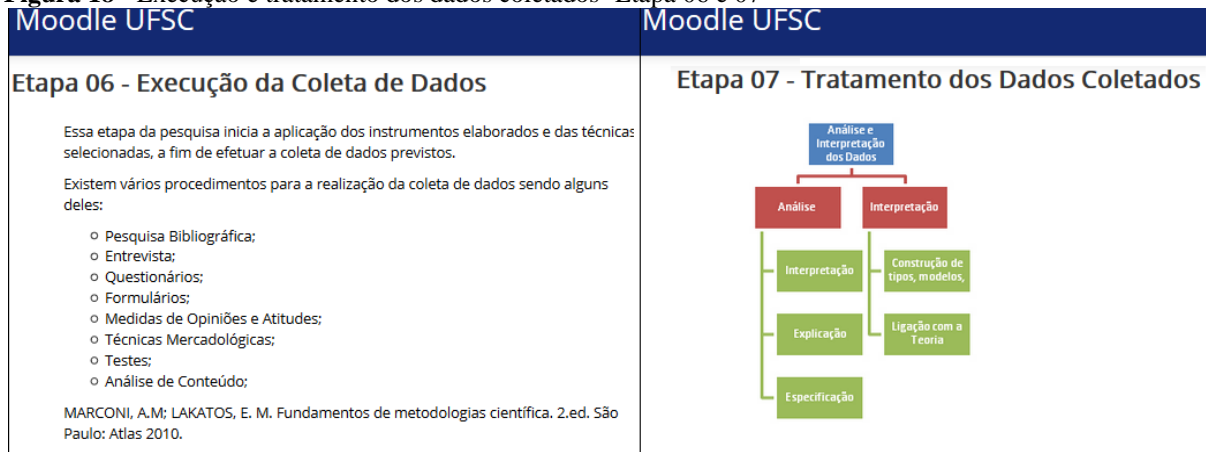 Moodle UFSC
Etapa 06 - Execução da Coleta de Dados
Essa etapa da pesquisa inicia a aplicação dos instrumentos elaborados e das técnicas
selecionadas, a fim de efetuar a coleta de dados previstos.
Existem vários procedimentos para a realização da coleta de dados sendo alguns
deles:
Pesquisa Bibliográfica;
Entrevista;
Questionários;
Formulários;
Medidas de Opiniões e Atitudes;
Técnicas Mercadológicas;
Testes;
Análise de Conteúdo;
MARCONI, A.M; LAKATOS, E. M. Fundamentos de metodologias científica. 2.ed. São
Paulo: Atlas 2010.
Moodle UFSC
Etapa 07 - Tratamento dos Dados Coletados
Análise e
Interpretação
dos Dados
Análise
Interpretação
Interpretação
Explicação
Especificação
Construção de
tipos, modelos,
Ligação com a
Teoria